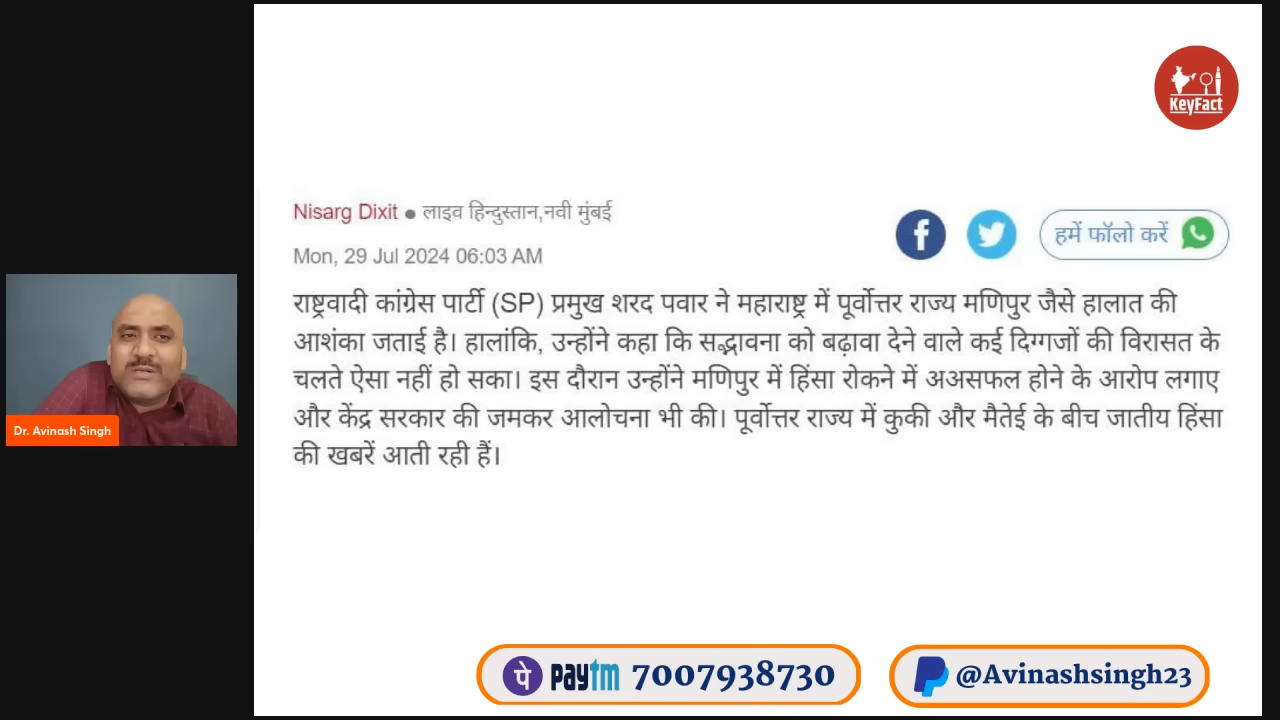 KeyFact
Nisarg Dixit ● लाइव हिन्दुस्तान,नवी मुंबई
Mon, 29 Jul 2024 06:03 AM
हमें फॉलो करें
राष्ट्रवादी कांग्रेस पार्टी (SP) प्रमुख शरद पवार ने महाराष्ट्र में पूर्वोत्तर राज्य मणिपुर जैसे हालात की
आशंका जताई है। हालांकि, उन्होंने कहा कि सद्भावना को बढ़ावा देने वाले कई दिग्गजों की विरासत के
चलते ऐसा नहीं हो सका। इस दौरान उन्होंने मणिपुर में हिंसा रोकने में अअसफल होने के आरोप लगाए
और केंद्र सरकार की जमकर आलोचना भी की। पूर्वोत्तर राज्य में कुकी और मैतेई के बीच जातीय हिंसा
की खबरें आती रही हैं।
Dr. Avinash Singh
पे paytm 7007938730
@Avinashsingh23